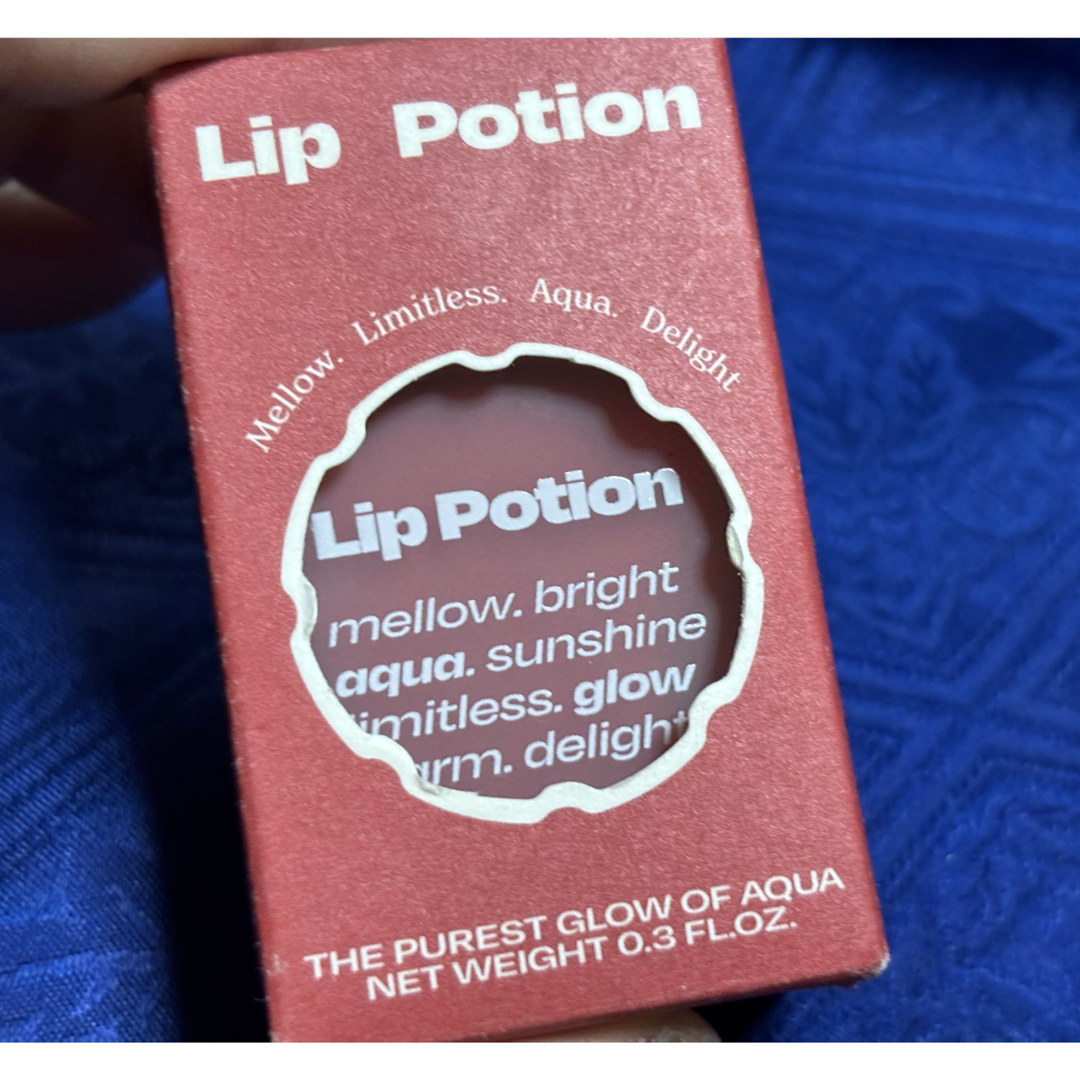 Lip Potion
Mellow. Limitless. Aqua. Delight
Lip Potion
mellow. bright
aqua. sunshine
limitless. glow
delight
THE PUREST GLOW OF AQUA
NET WEIGHT 0.3 FL.OZ.